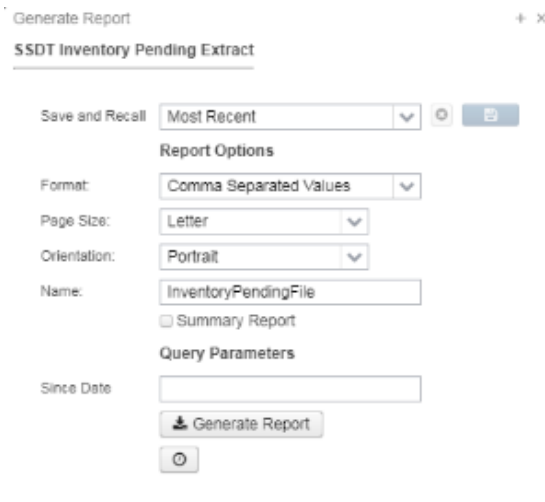 Generate Report
SSDT Inventory Pending Extract
Save and Recall Most Recent
Report Options
Format: Comma Separated Values
Page Size: Letter
Orientation: Portrait
Name: InventoryPendingFile
Summary Report
Query Parameters
Since Date
Generate Report